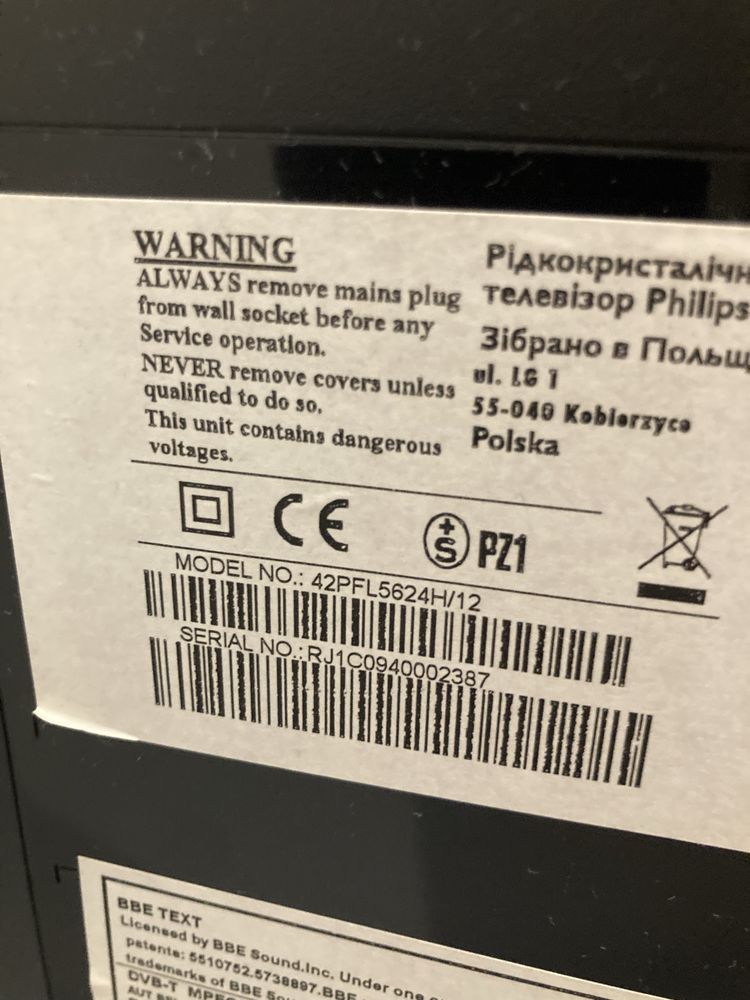 WARNING
ALWAYS remove mains plug
from wall socket before any
Service operation.
NEVER remove covers unless
qualified to do so.
This unit contains dangerous
voltages.
Рідкокристалічн
телевізор Philips
Зібрано в Польщ
ul. LG 1
55-040 Kobierzyce
Polska
CE
S PZ1
MODEL NO.: 42PFL5624H/12
SERIAL NO.:RJ1C0940002387
BBE TEXT
Licensed by BBE Sound.Inc. Under one
patents: 5510752.5738897.BBE
trademarks of BBE
DVB-T